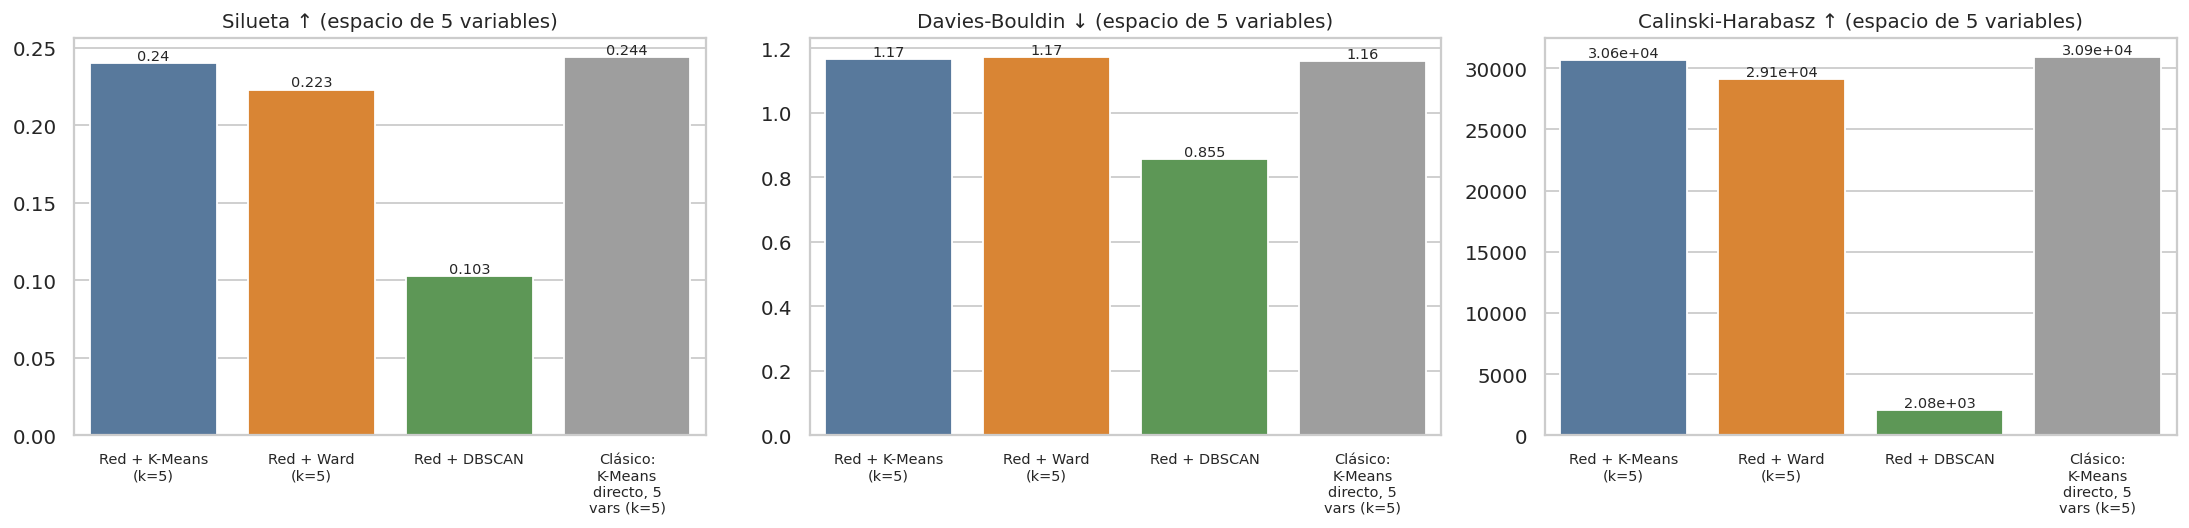 Silueta ↑ (espacio de 5 variables)
0.25
0.20
0.15
0.10
0.05
0.00
0.24
0.223
0.103
0.244
Red + K-Means
(k=5)
Red + Ward
(k=5)
Red + DBSCAN
Clásico:
K-Means
directo, 5
vars (k=5)
Davies-Bouldin ↓ (espacio de 5 variables)
1.2
1.0
0.8
0.6
0.4
0.2
0.0
1.17
1.17
0.855
1.16
Red + K-Means
(k=5)
Red + Ward
(k=5)
Red + DBSCAN
Clásico:
K-Means
directo, 5
vars (k=5)
Calinski-Harabasz ↑ (espacio de 5 variables)
30000
25000
20000
15000
10000
5000
0
3.06e+04
2.91e+04
2.08e+03
3.09e+04
Red + K-Means
(k=5)
Red + Ward
(k=5)
Red + DBSCAN
Clásico:
K-Means
directo, 5
vars (k=5)